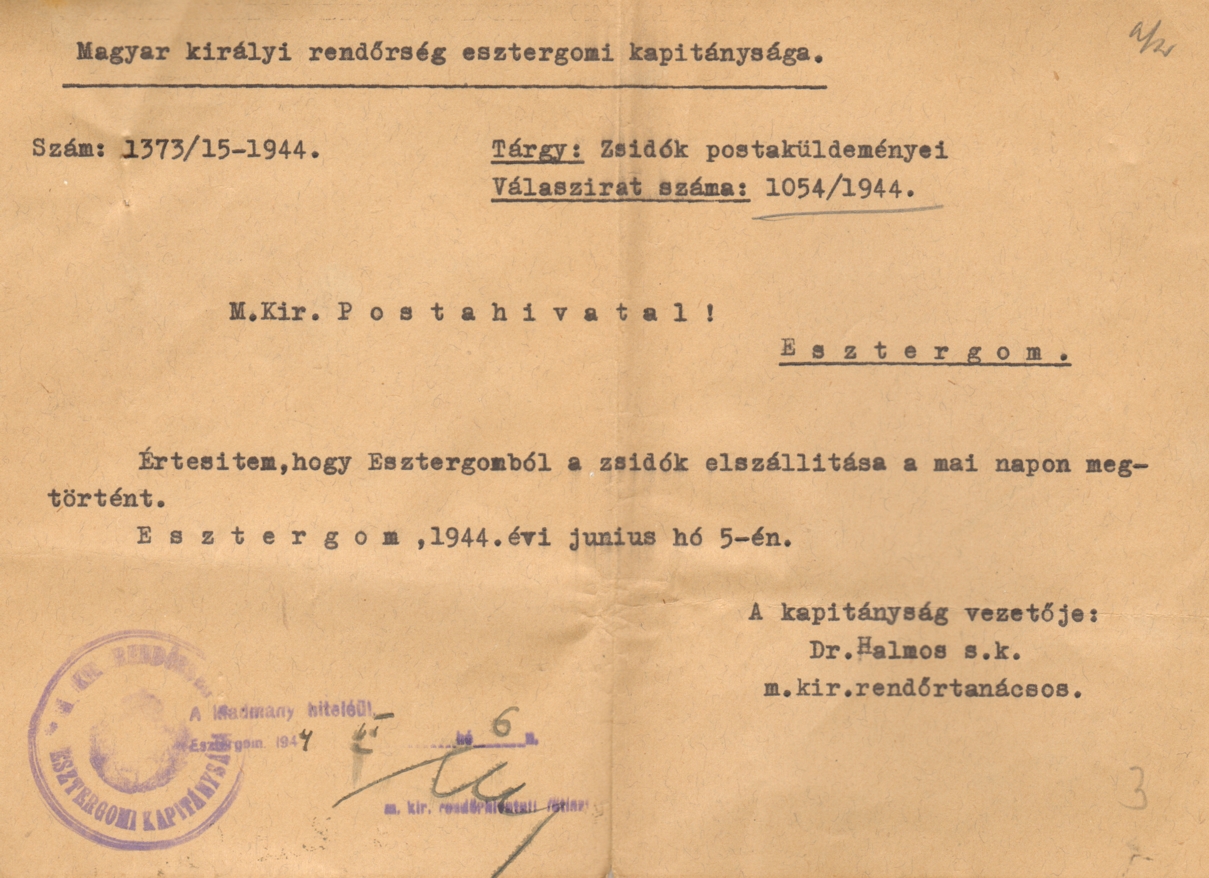 Magyar királyi rendőrség esztergomi kapitánysága.
Szám: 1373/15-1944.
Tárgy: Zsidók postaküldeményei
Válaszirat száma: 1054/1944.
M.Kir. P o s t a h i v a t a l !
E s z t e r g o m .
Értesitem,hogy Esztergomból a zsidók elszállitása a mai napon meg-
történt.
E s z t e r g o m ,1944.évi junius hó 5-én.
A kapitányság vezetője:
Dr.Halmos s.k.
m.kir.rendőrtanácsos.
ESZTERGOMI KAPITÁNYSÁGA
A kiadmány hiteléül
Esztergom. 1944 hó 6 n.
m. kir.
3